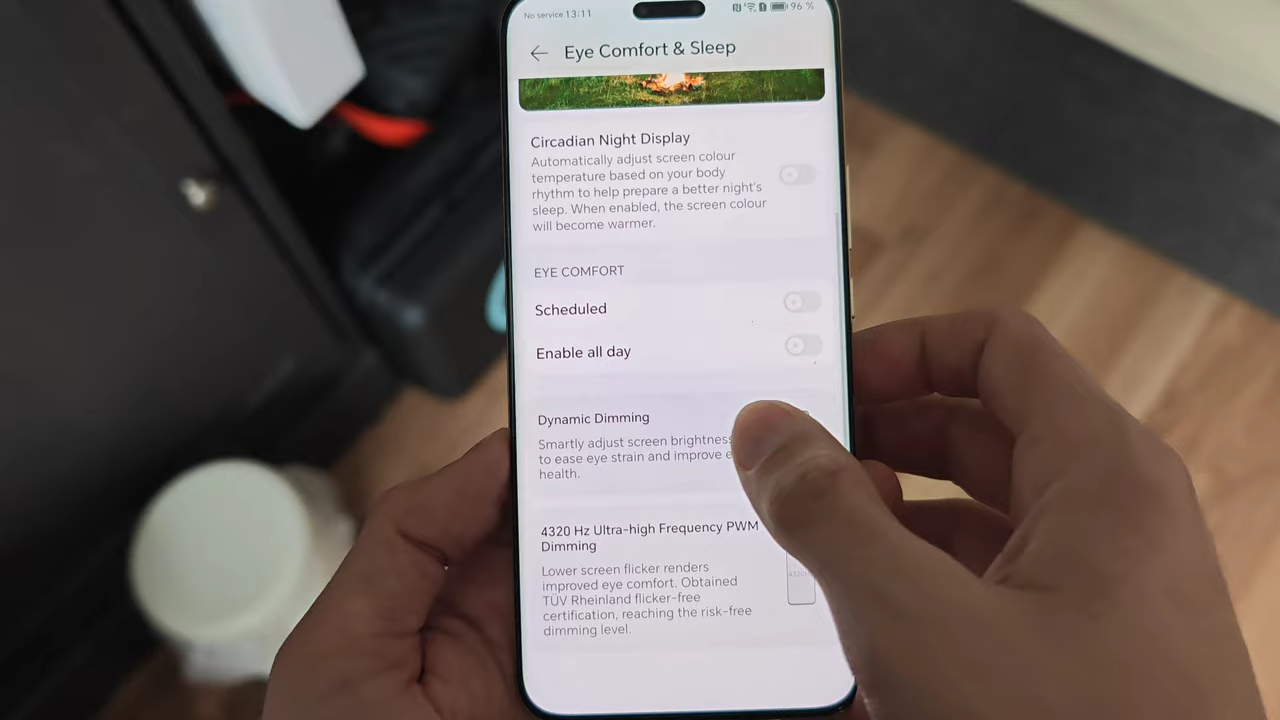 No service 13:11
96 %
Eye Comfort & Sleep
Circadian Night Display
Automatically adjust screen colour
temperature based on your body
rhythm to help prepare a better night's
sleep. When enabled, the screen colour
will become warmer.
EYE COMFORT
Scheduled
Enable all day
Dynamic Dimming
Smartly adjust screen brightness
to ease eye strain and improve
health.
4320 Hz Ultra-high Frequency PWM
Dimming
Lower screen flicker renders
improved eye comfort. Obtained
TÜV Rheinland flicker-free
certification, reaching the risk-free
dimming level.